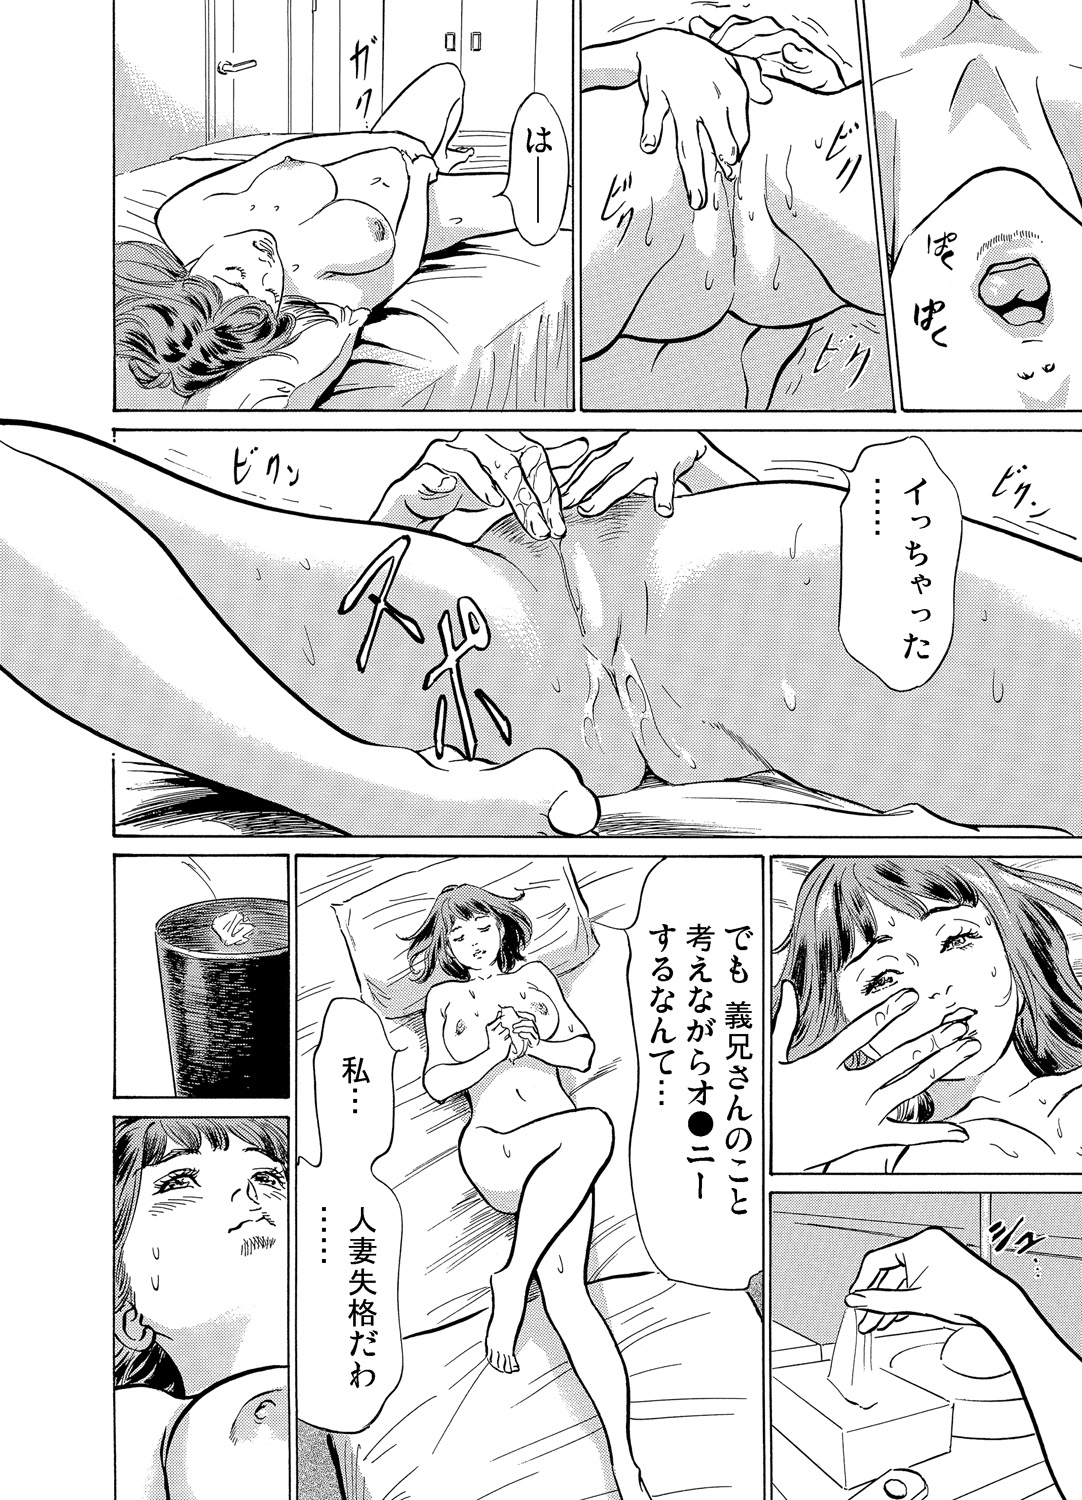 ぱく
ぱく
ビク
ビク
ビク
は──
ガク
ビクン
イっちゃった
……
ビクン
ヌポ
でも 義兄さんのこと
考えながらオ●ニー
するなんて…
シュ…
私…
人妻失格だわ
……